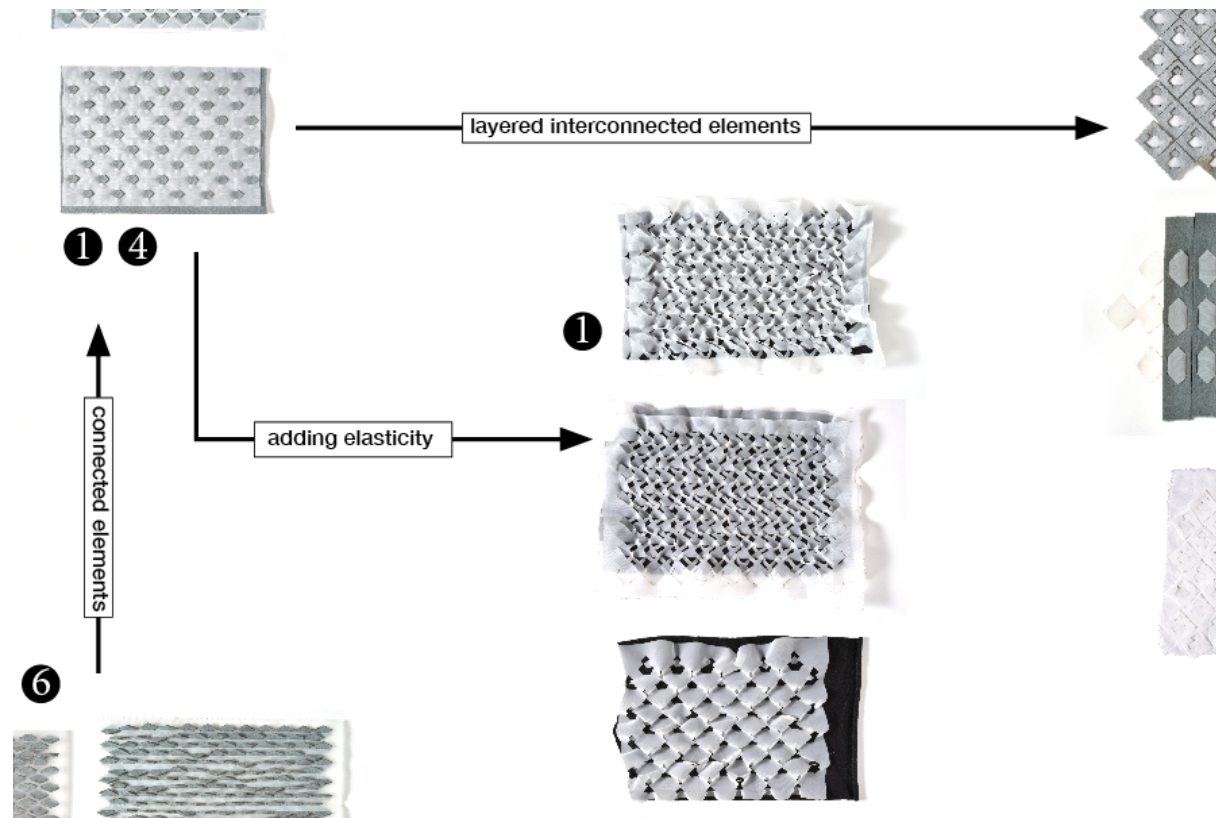 layered interconnected elements
1 4
1
adding elasticity
connected elements
6